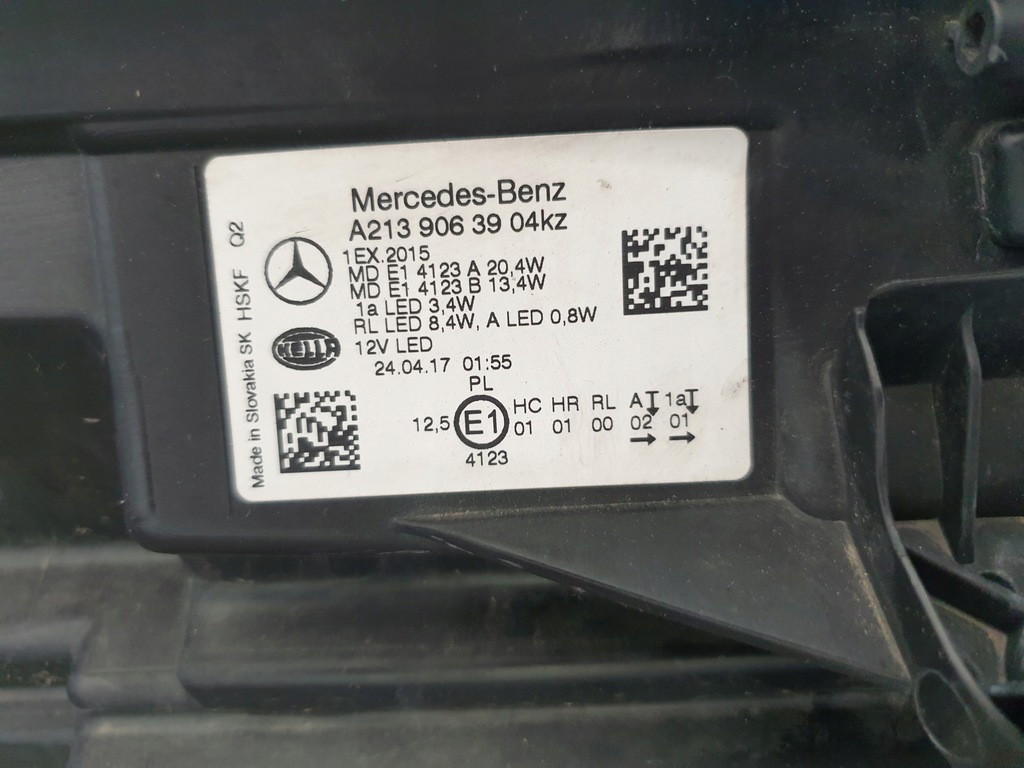 Mercedes-Benz
A213 906 39 04kz
1EX.2015
MD E1 4123 A 20,4W
MD E1 4123 B 13,4W
1a LED 3,4W
RL LED 8,4W, A LED 0,8W
12V LED
24.04.17 01:55
PL
12,5 E1 HC HR RL A 1a
01 01 00 02 01
4123
HELLA
Made in Slovakia SK HSKF Q2